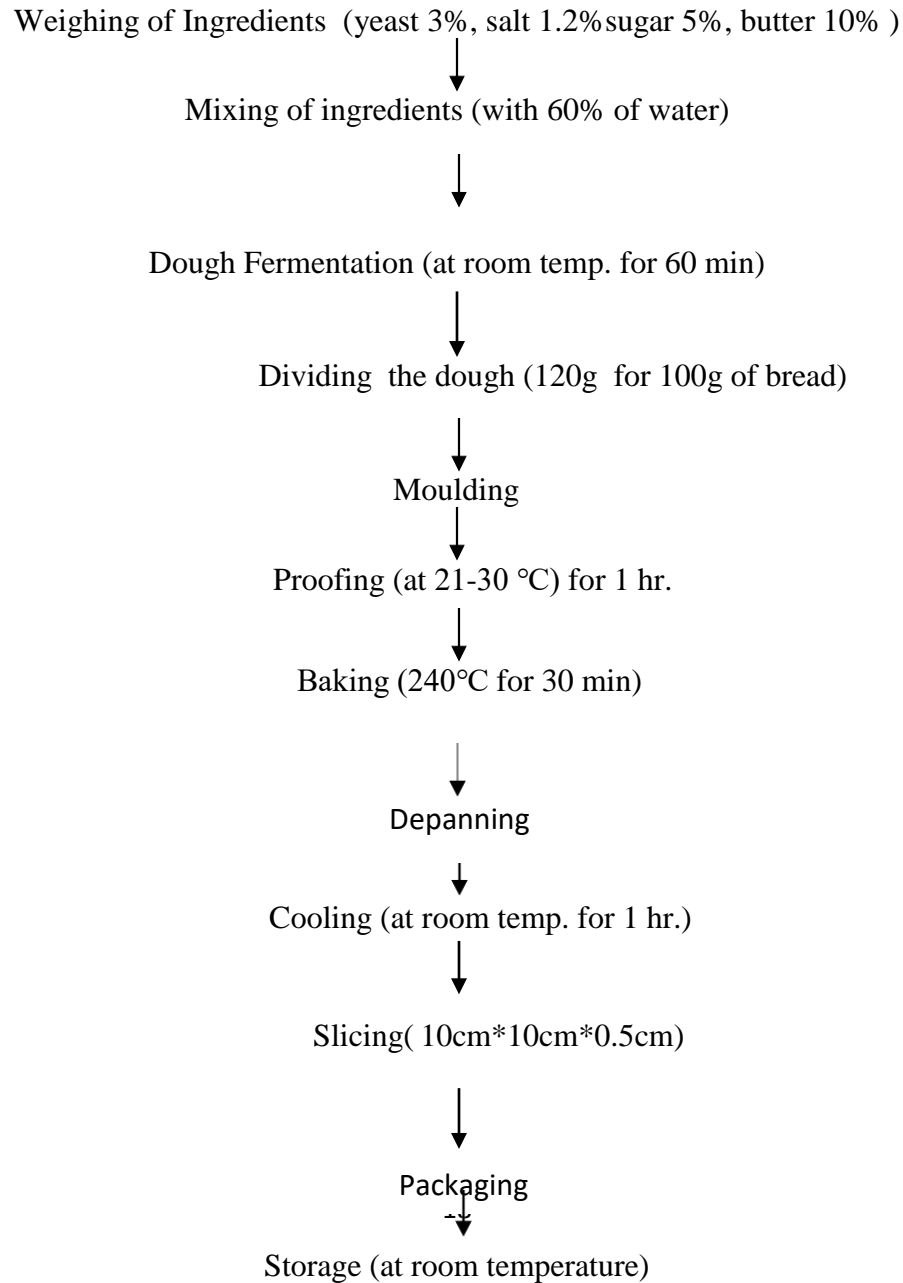 Weighing of Ingredients (yeast 3%, salt 1.2%sugar 5%, butter 10% )
Mixing of ingredients (with 60% of water)
Dough Fermentation (at room temp. for 60 min)
Dividing the dough (120g for 100g of bread)
Moulding
Proofing (at 21-30 ℃) for 1 hr.
Baking (240℃ for 30 min)
Depanning
Cooling (at room temp. for 1 hr.)
Slicing( 10cm*10cm*0.5cm)
Packaging
Storage (at room temperature)